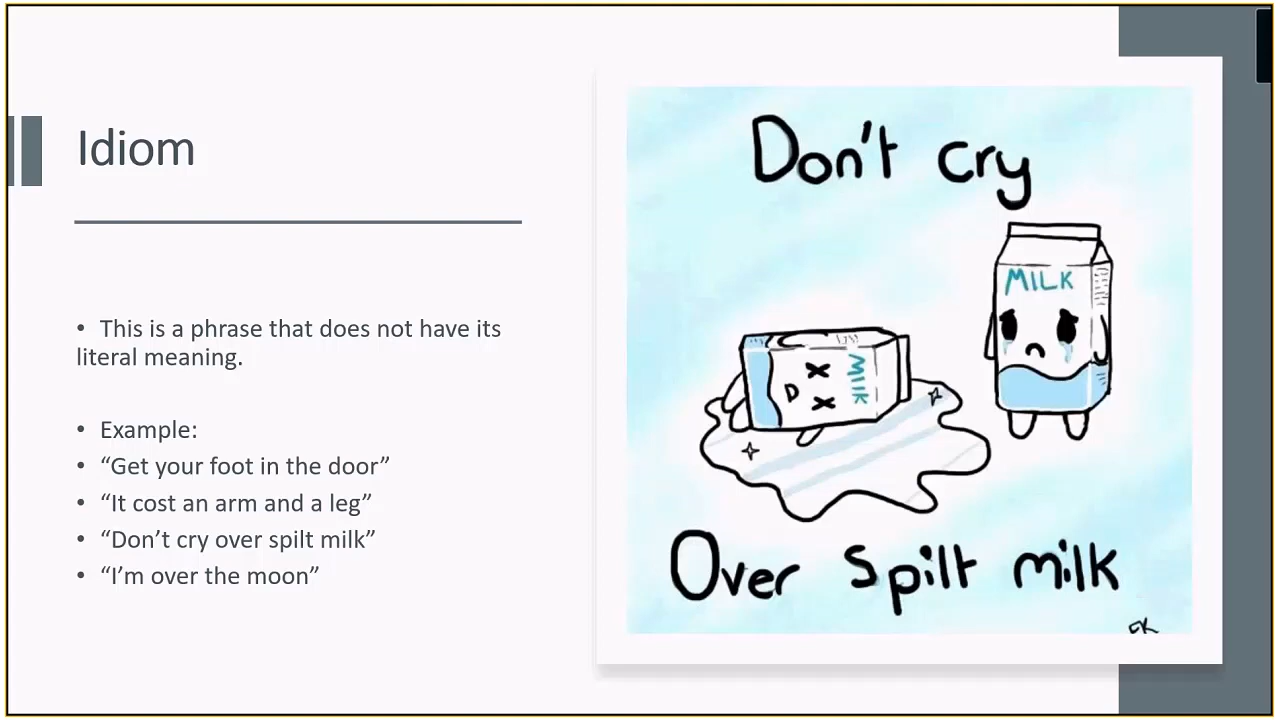 Idiom
• This is a phrase that does not have its
literal meaning.
• Example:
• “Get your foot in the door”
• “It cost an arm and a leg”
• “Don’t cry over spilt milk”
• “I’m over the moon”
Don't cry
MILK
MIlK
Over spilt milk
CK